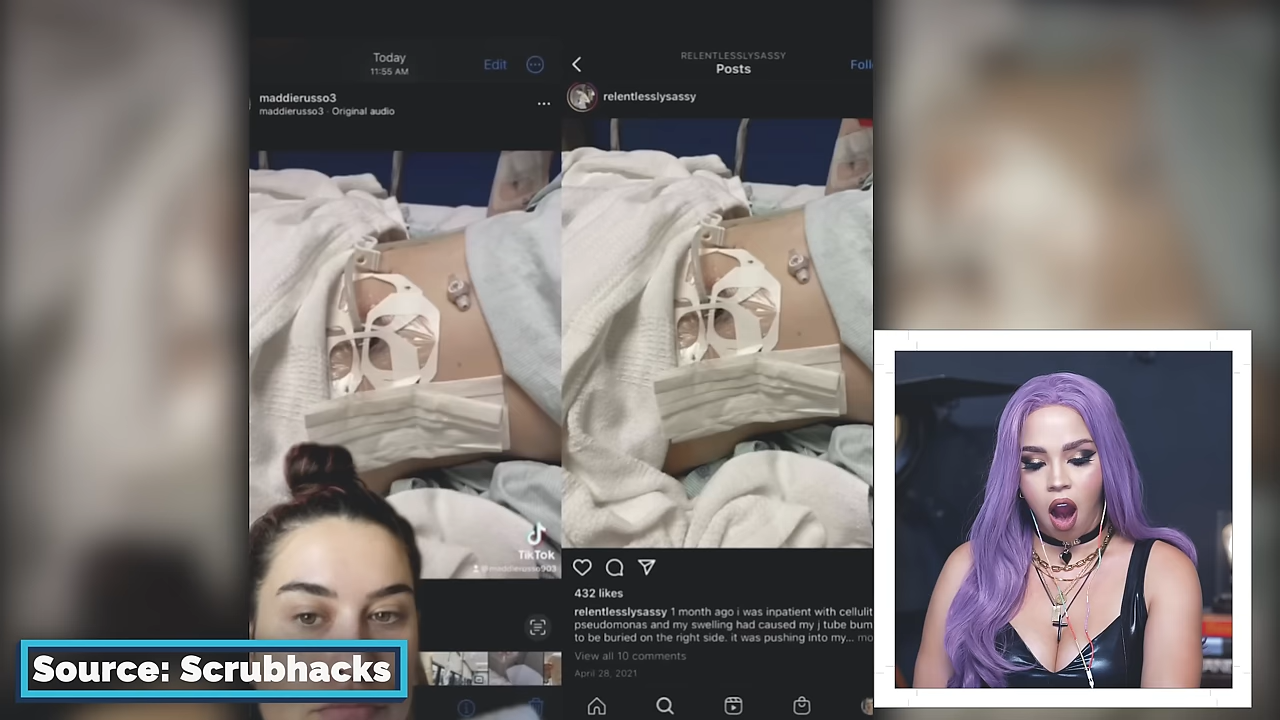 Today
11:55 AM
Edit
maddierusso3
maddierusso3 · Original audio
TikTok
@maddierusso903
RELENTLESSLYSASSY
Posts
relentlesslysassy
432 likes
relentlesslysassy 1 month ago i was inpatient with cellulit
pseudomonas and my swelling had caused my j tube bum
to be buried on the right side. it was pushing into my...
View all 10 comments
April 28, 2021
Source: Scrubhacks